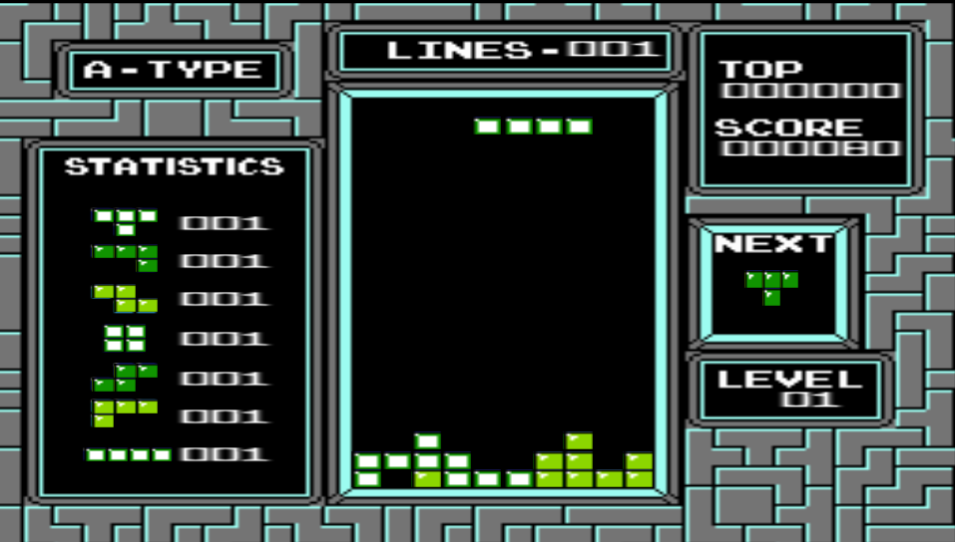 A-TYPE
LINES-001
TOP
000000
SCORE
000080
STATISTICS
001
001
001
001
001
001
001
NEXT
LEVEL
01